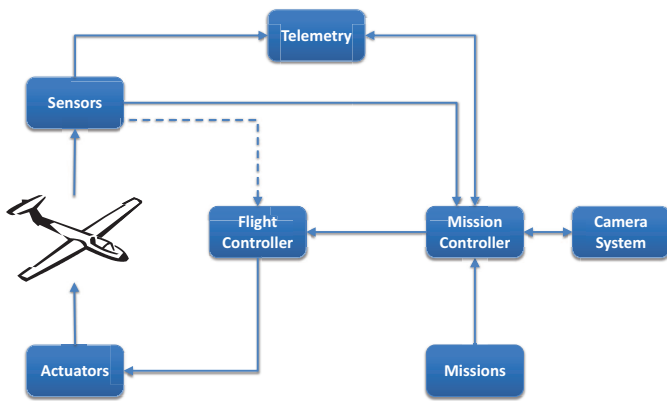 Telemetry
Sensors
Flight
Controller
Mission
Controller
Camera
System
Actuators
Missions